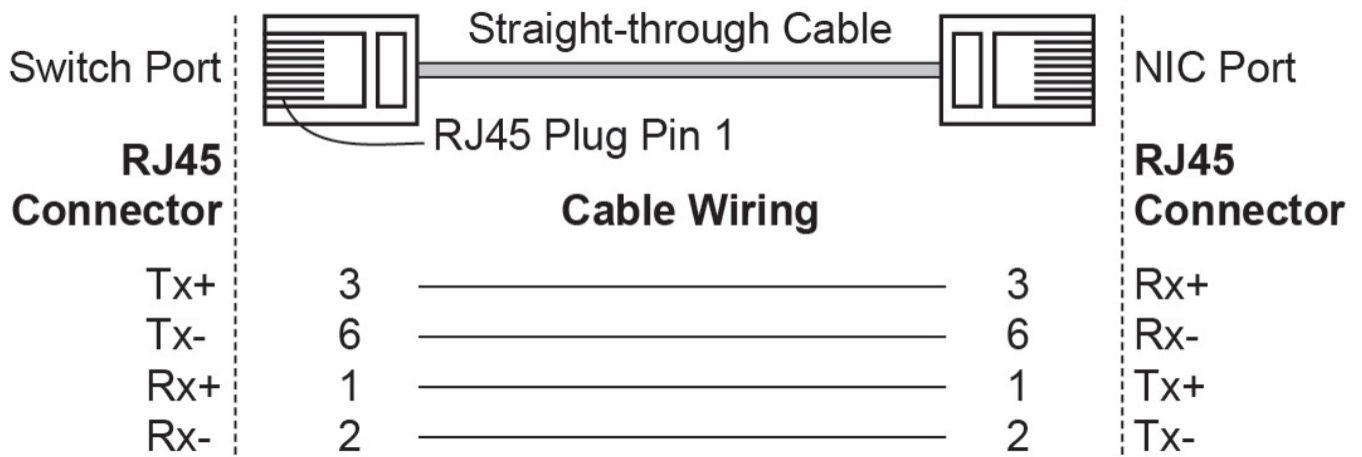 Straight-through Cable
Switch Port
NIC Port
RJ45 Plug Pin 1
RJ45
Connector
Cable Wiring
RJ45
Connector
Tx+ 3 3 Rx+
Tx- 6 6 Rx-
Rx+ 1 1 Tx+
Rx- 2 2 Tx-